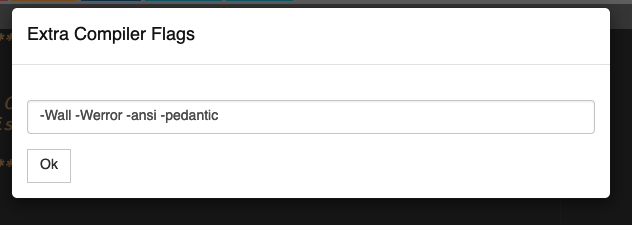 Extra Compiler Flags
-Wall -Werror -ansi -pedantic
Ok